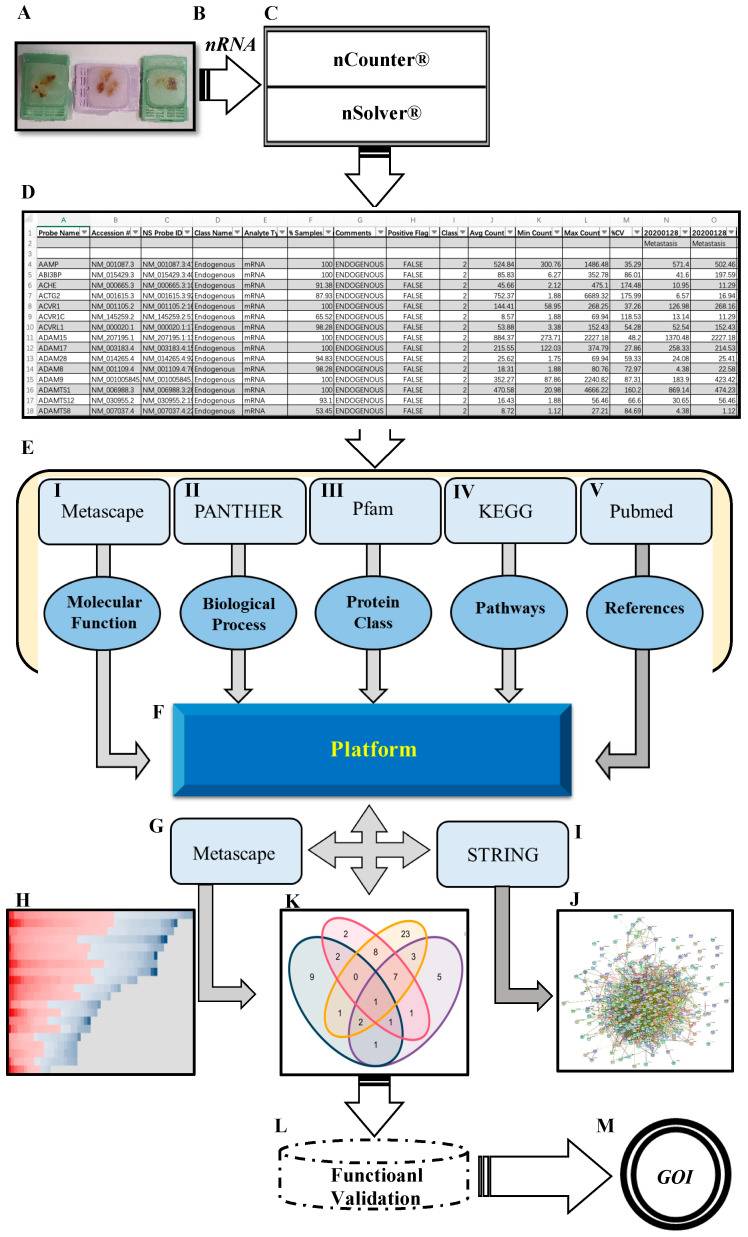 A
B
C
nRNA
nCounter®
nSolver®
D
A B C D E F G H I J K L M N O
1 Probe Name Accession # NS Probe ID Class Name Analyte Ty % Samples Comments Positive Flag Class Avg Count Min Count Max Count %CV 20200128_ 20200128_
2 Metastasis Metastasis
3
4 AAMP NM_001087.3 NM_001087.3:4 Endogenous mRNA 100 ENDOGENOUS FALSE 2 524.84 300.76 1486.48 35.29 571.4 502.46
5 ABI3BP NM_015429.3 NM_015429.3:40 Endogenous mRNA 100 ENDOGENOUS FALSE 2 85.83 6.27 352.78 86.01 41.6 197.59
6 ACHE NM_000665.3 NM_000665.3:10 Endogenous mRNA 91.38 ENDOGENOUS FALSE 2 45.66 2.12 475.1 174.48 10.95 11.29
7 ACTG2 NM_001615.3 NM_001615.3:92 Endogenous mRNA 87.93 ENDOGENOUS FALSE 2 752.37 1.88 6689.32 175.99 6.57 16.94
8 ACVR1 NM_001105.2 NM_001105.2:16 Endogenous mRNA 100 ENDOGENOUS FALSE 2 144.41 58.95 268.25 37.26 126.98 268.16
9 ACVR1C NM_145259.2 NM_145259.2:5 Endogenous mRNA 65.52 ENDOGENOUS FALSE 2 8.57 1.88 69.94 118.53 13.14 11.29
10 ACVRL1 NM_000020.1 NM_000020.1:1 Endogenous mRNA 98.28 ENDOGENOUS FALSE 2 53.88 3.38 152.43 54.28 52.54 152.43
11 ADAM15 NM_207195.1 NM_207195.1:1 Endogenous mRNA 100 ENDOGENOUS FALSE 2 884.37 273.71 2227.18 48.2 1370.48 2227.18
12 ADAM17 NM_003183.4 NM_003183.4:1 Endogenous mRNA 100 ENDOGENOUS FALSE 2 215.55 122.03 374.79 27.86 258.33 214.53
13 ADAM28 NM_014265.4 NM_014265.4:92 Endogenous mRNA 94.83 ENDOGENOUS FALSE 2 25.62 1.75 69.94 59.33 24.08 25.41
14 ADAM8 NM_001109.4 NM_001109.4:76 Endogenous mRNA 98.28 ENDOGENOUS FALSE 2 18.31 1.88 80.76 72.97 4.38 22.58
15 ADAM9 NM_001005845. NM_001005845. Endogenous mRNA 100 ENDOGENOUS FALSE 2 352.27 87.86 2240.82 87.31 183.9 423.42
16 ADAMTS1 NM_006988.3 NM_006988.3:28 Endogenous mRNA 100 ENDOGENOUS FALSE 2 470.58 20.98 4666.22 160.2 869.14 474.23
17 ADAMTS12 NM_030955.2 NM_030955.2:1 Endogenous mRNA 93.1 ENDOGENOUS FALSE 2 16.43 1.88 56.46 66.6 30.65 56.46
18 ADAMTS8 NM_007037.4 NM_007037.4:22 Endogenous mRNA 53.45 ENDOGENOUS FALSE 2 8.72 1.12 27.21 84.69 4.38 1.12
E
I II III IV V
Metascape PANTHER Pfam KEGG Pubmed
Molecular Function
Biological Process
Protein Class
Pathways
References
F
Platform
G
Metascape
I
STRING
H
K
J
2 23
2 8 3
9 0 7 5
1 1 1
2 1
1
L
Functioanl
Validation
M
GOI